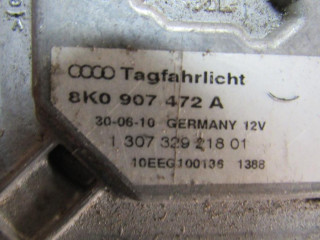 Tagfahrlicht
8K0 907 472 A
30-06-10 GERMANY 12V
1 307 329 218 01
10EEG100136 1388